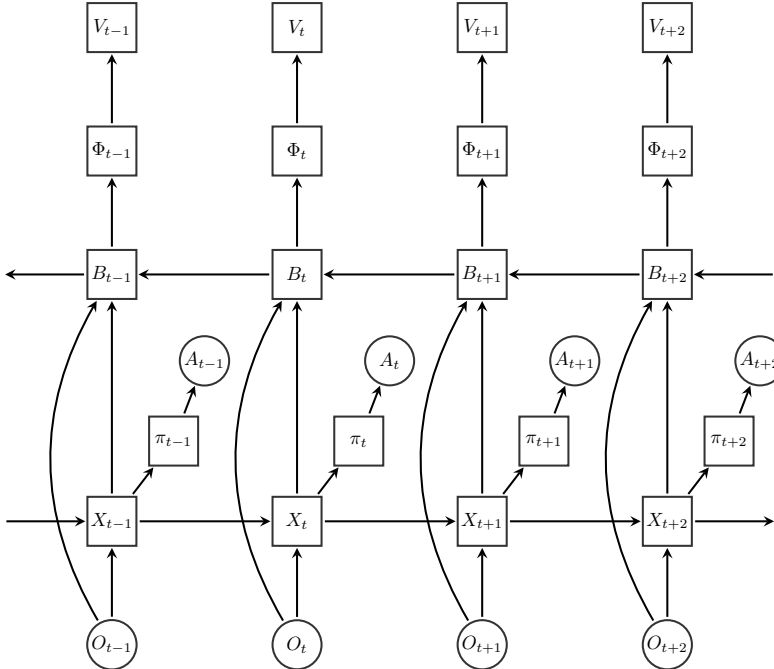 V_{t−1} V_t V_{t+1} V_{t+2}
Φ_{t−1} Φ_t Φ_{t+1} Φ_{t+2}
B_{t−1} B_t B_{t+1} B_{t+2}
A_{t−1} A_t A_{t+1} A_{t+2}
π_{t−1} π_t π_{t+1} π_{t+2}
X_{t−1} X_t X_{t+1} X_{t+2}
O_{t−1} O_t O_{t+1} O_{t+2}